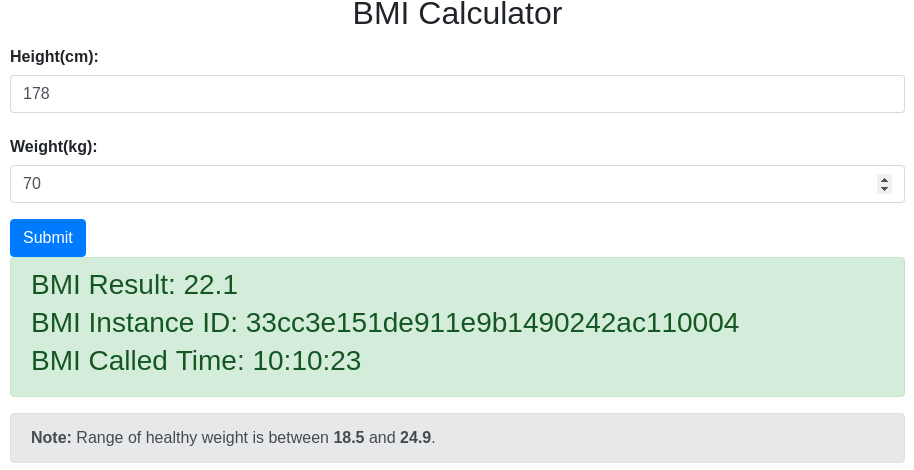 BMI Calculator
Height(cm):
178
Weight(kg):
70
Submit
BMI Result: 22.1
BMI Instance ID: 33cc3e151de911e9b1490242ac110004
BMI Called Time: 10:10:23
Note: Range of healthy weight is between 18.5 and 24.9.